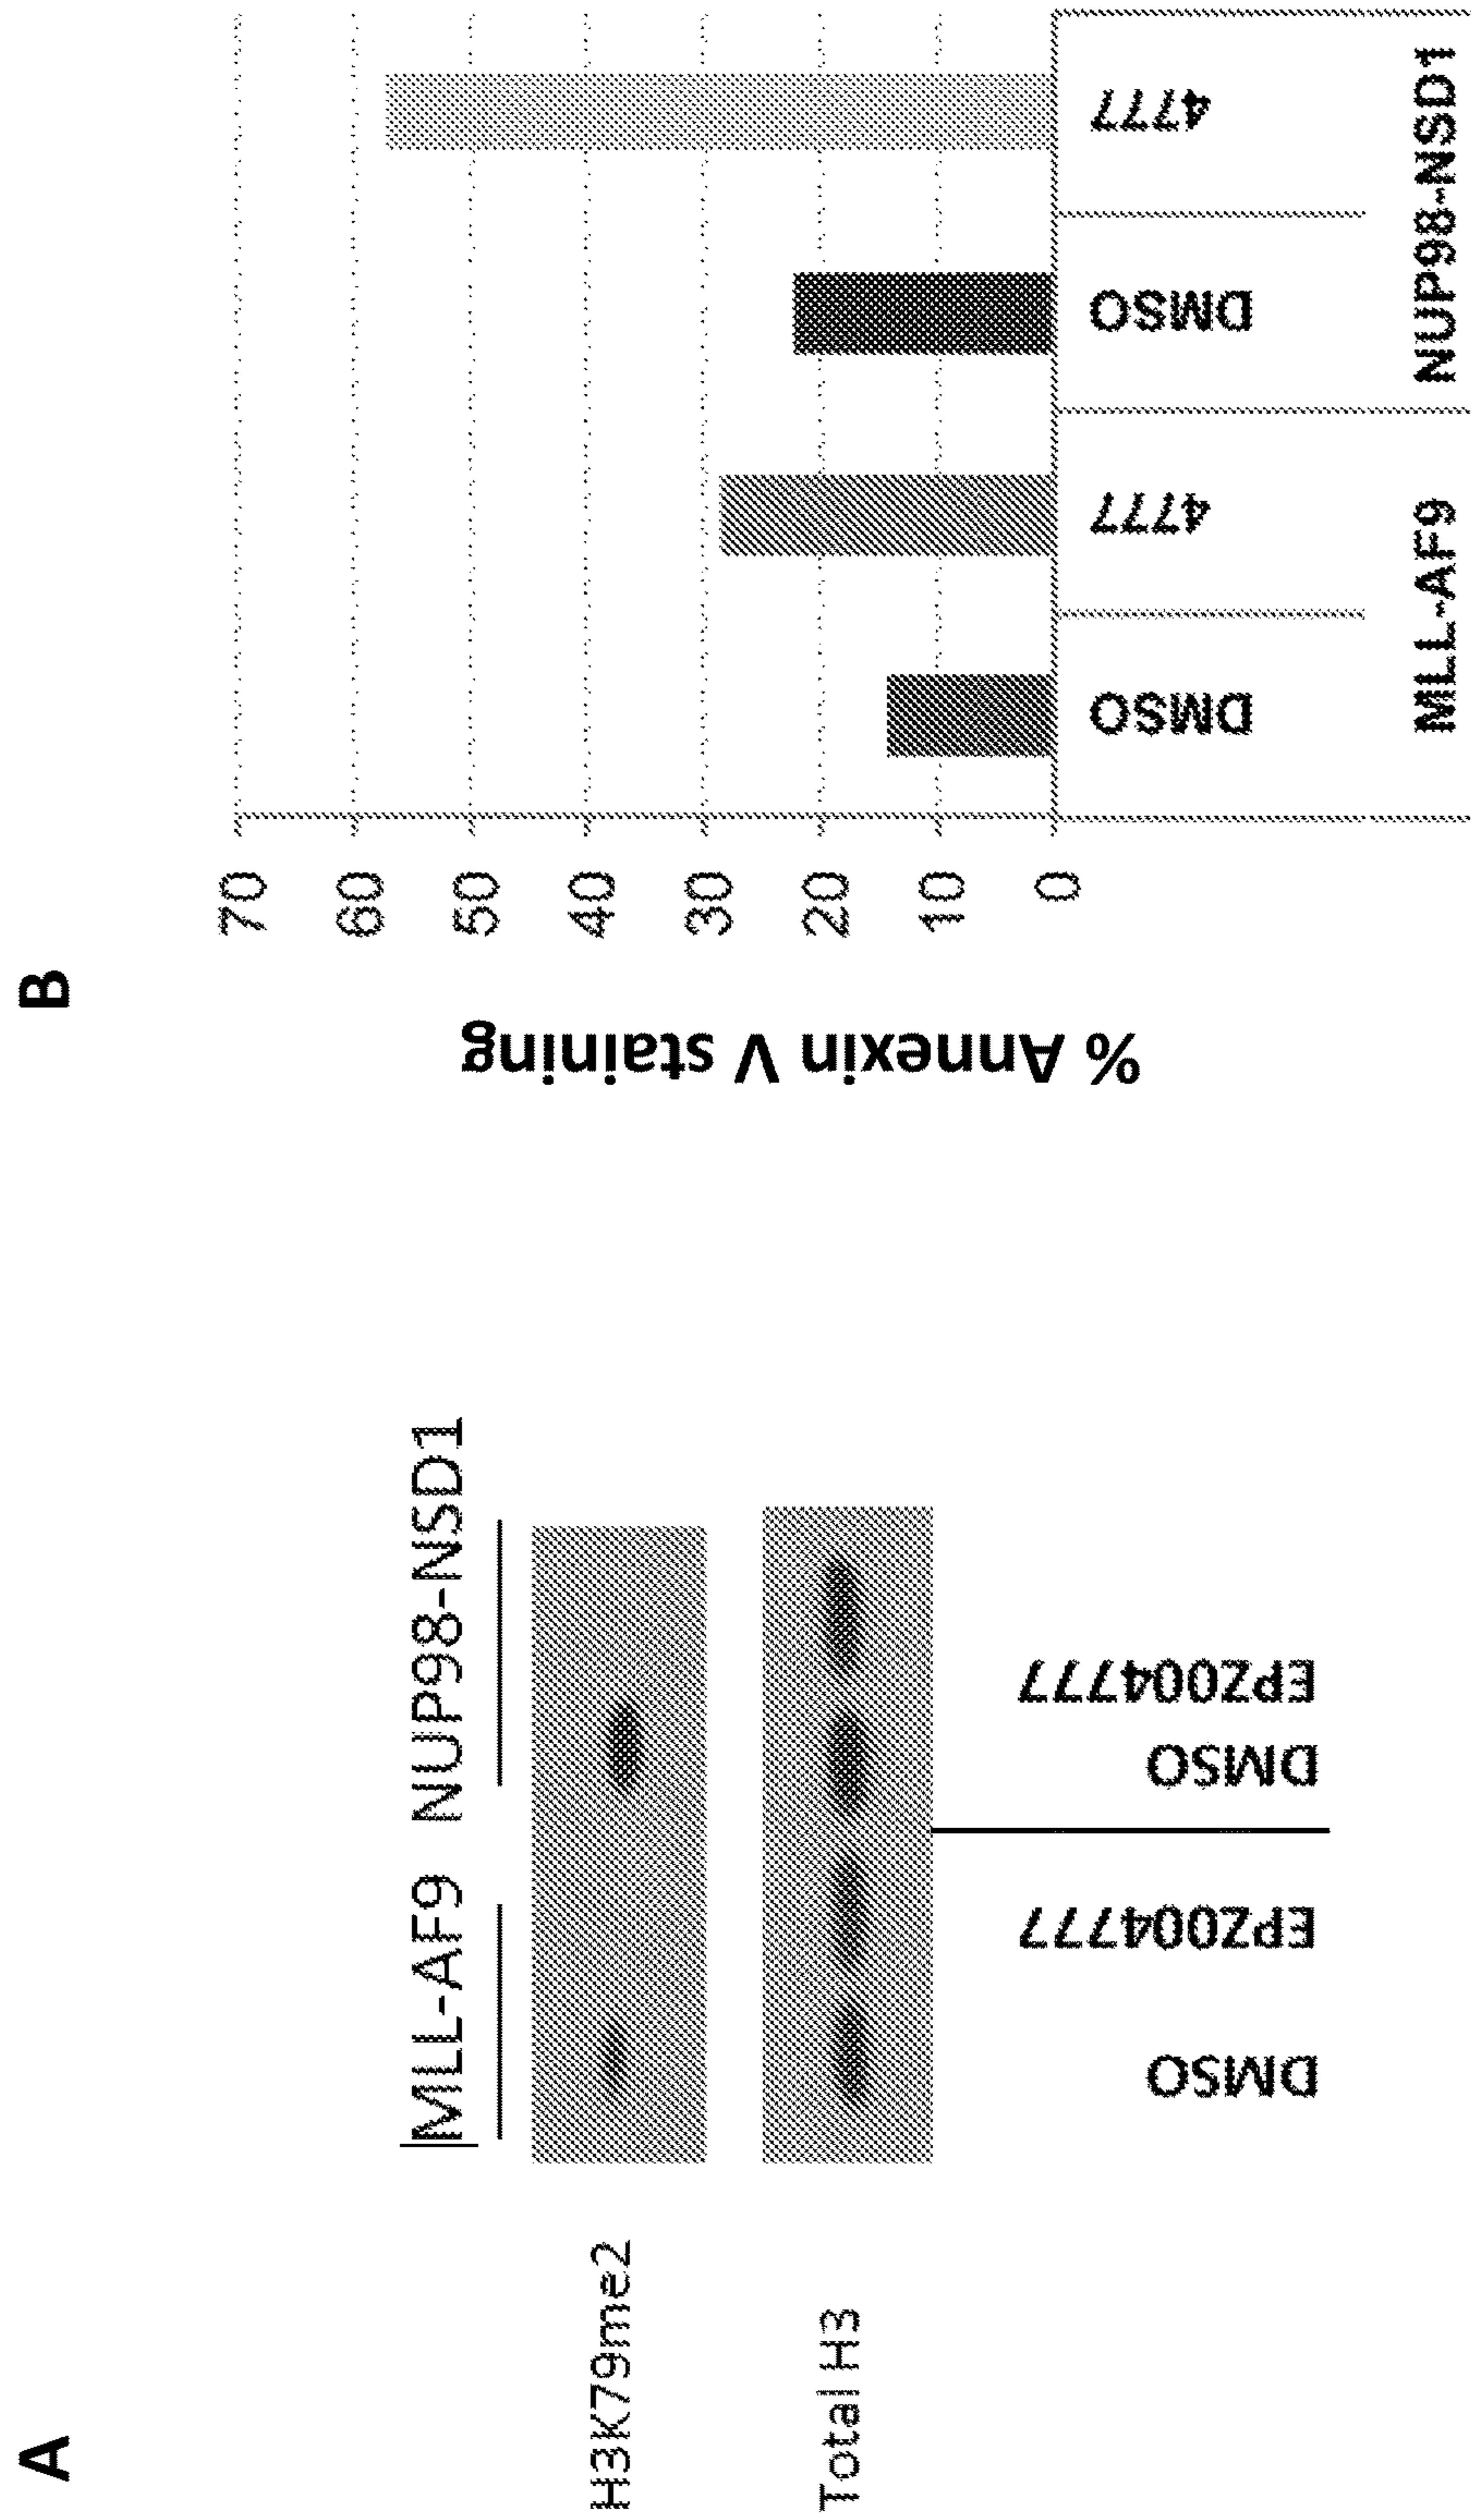 A
MLL-AF9 NUP98-NSD1
H3K79me2
Total H3
DMSO EPZ004777 DMSO EPZ004777
B
% Annexin V staining
70
60
50
40
30
20
10
0
DMSO 4777 DMSO 4777
MLL-AF9 NUP98-NSD1